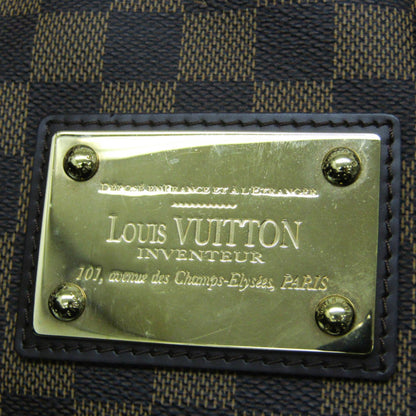 DÉPOSÉ EN FRANCE ET À L'ÉTRANGER
LOUIS VUITTON
INVENTEUR
101, avenue des Champs-Elysées, PARIS